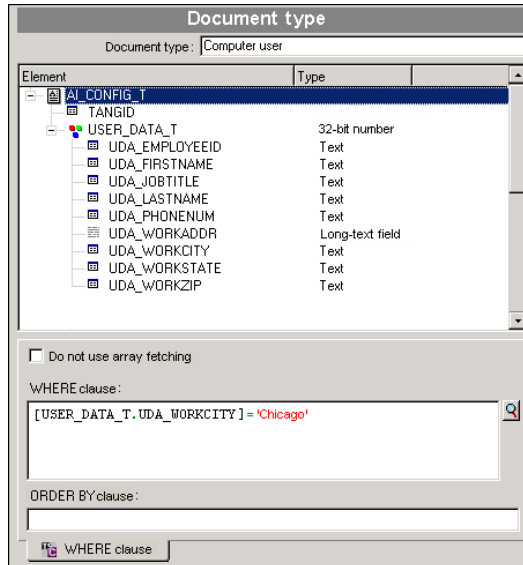 Document type
Document type: Computer user
Element Type
AI_CONFIG_T
TANGID
USER_DATA_T 32-bit number
UDA_EMPLOYEEID Text
UDA_FIRSTNAME Text
UDA_JOBTITLE Text
UDA_LASTNAME Text
UDA_PHONENUM Text
UDA_WORKADDR Long-text field
UDA_WORKCITY Text
UDA_WORKSTATE Text
UDA_WORKZIP Text
Do not use array fetching
WHERE clause:
[USER_DATA_T.UDA_WORKCITY]='Chicago'
ORDER BY clause:
WHERE clause